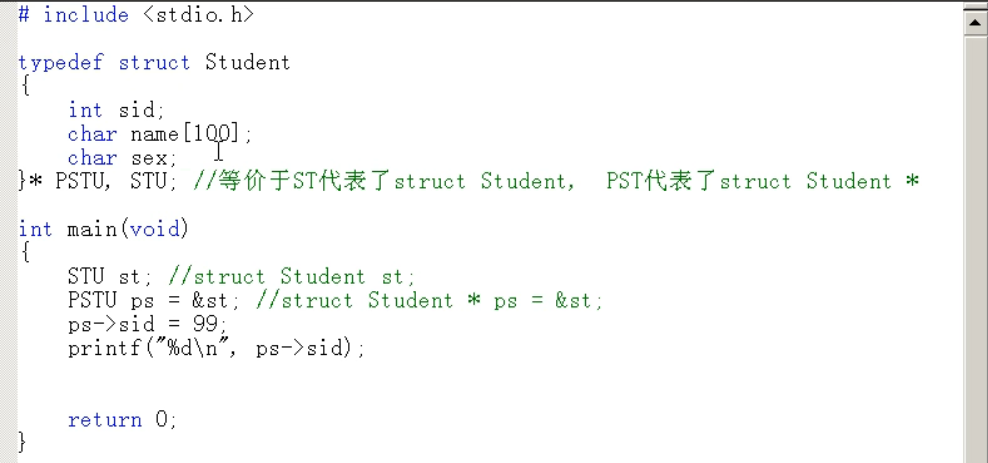 # include <stdio.h>
typedef struct Student
{
int sid;
char name[100];
char sex;
}* PSTU, STU; //等价于ST代表了struct Student, PST代表了struct Student *
int main(void)
{
STU st; //struct Student st;
PSTU ps = &st; //struct Student * ps = &st;
ps->sid = 99;
printf("%d\n", ps->sid);
return 0;
}